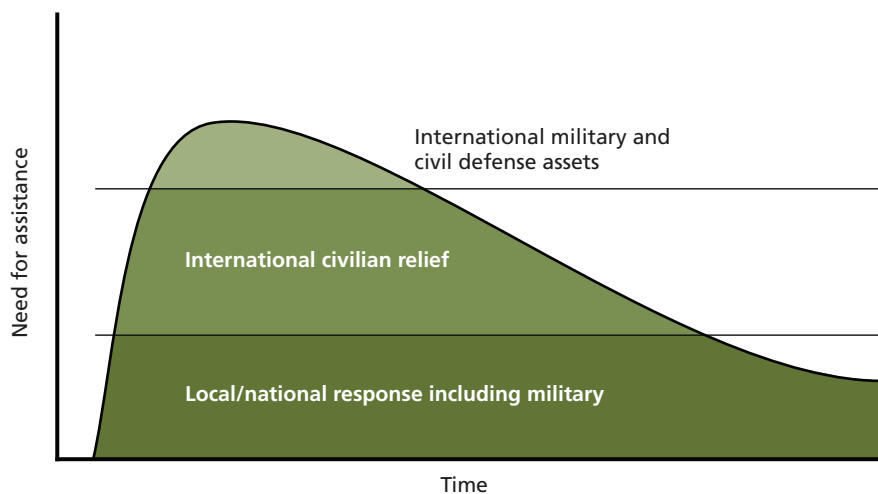 Need for assistance
International military and
civil defense assets
International civilian relief
Local/national response including military
Time